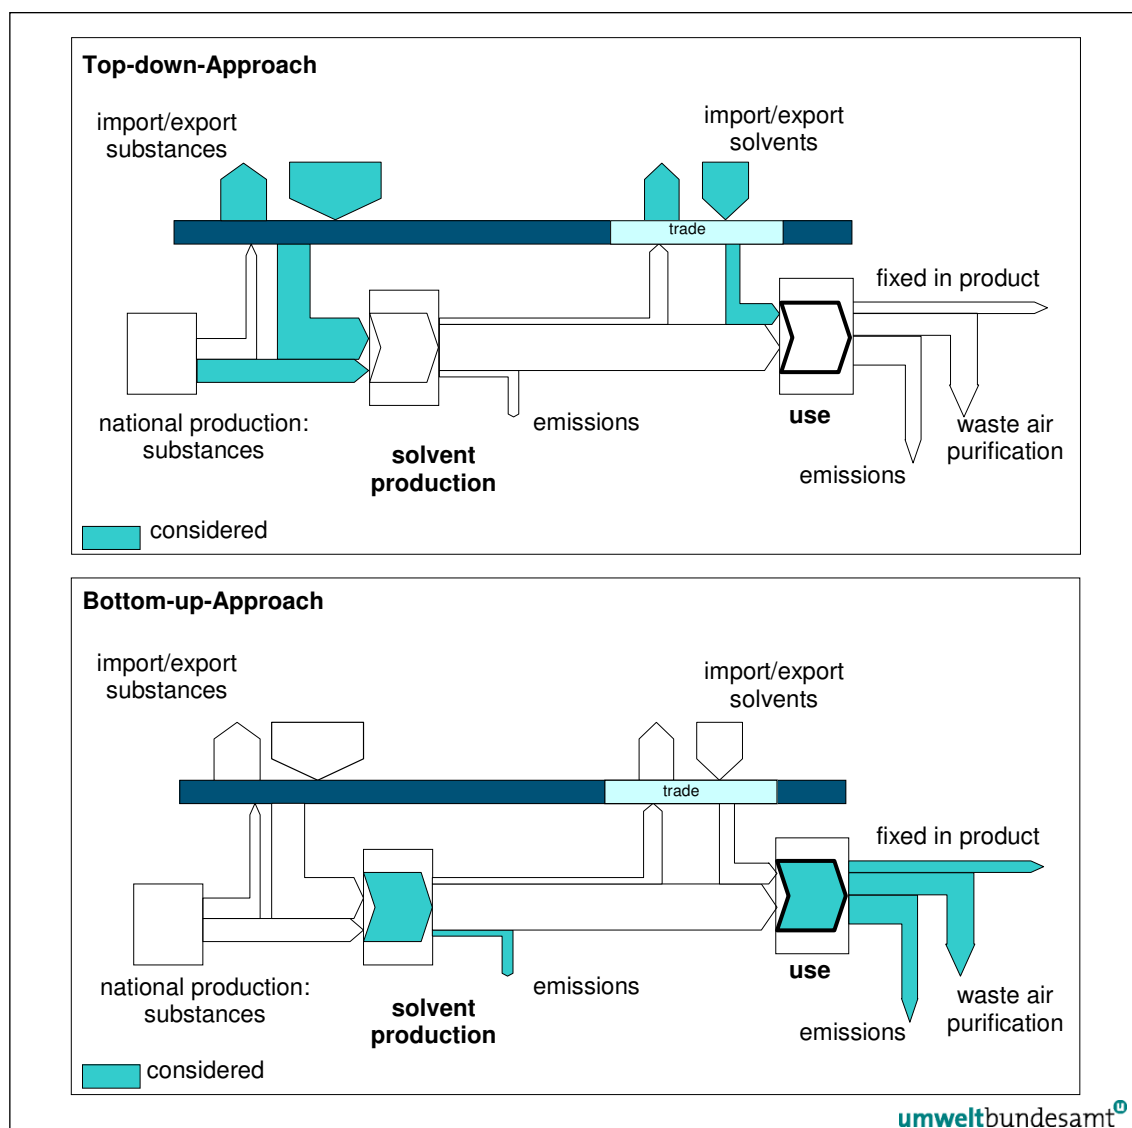 Top-down-Approach
import/export
substances
import/export
solvents
trade
fixed in product
national production:
substances
solvent
production
emissions
use
waste air
purification
emissions
considered
Bottom-up-Approach
import/export
substances
import/export
solvents
trade
fixed in product
national production:
substances
solvent
production
emissions
use
waste air
purification
emissions
considered
umweltbundesamt
u